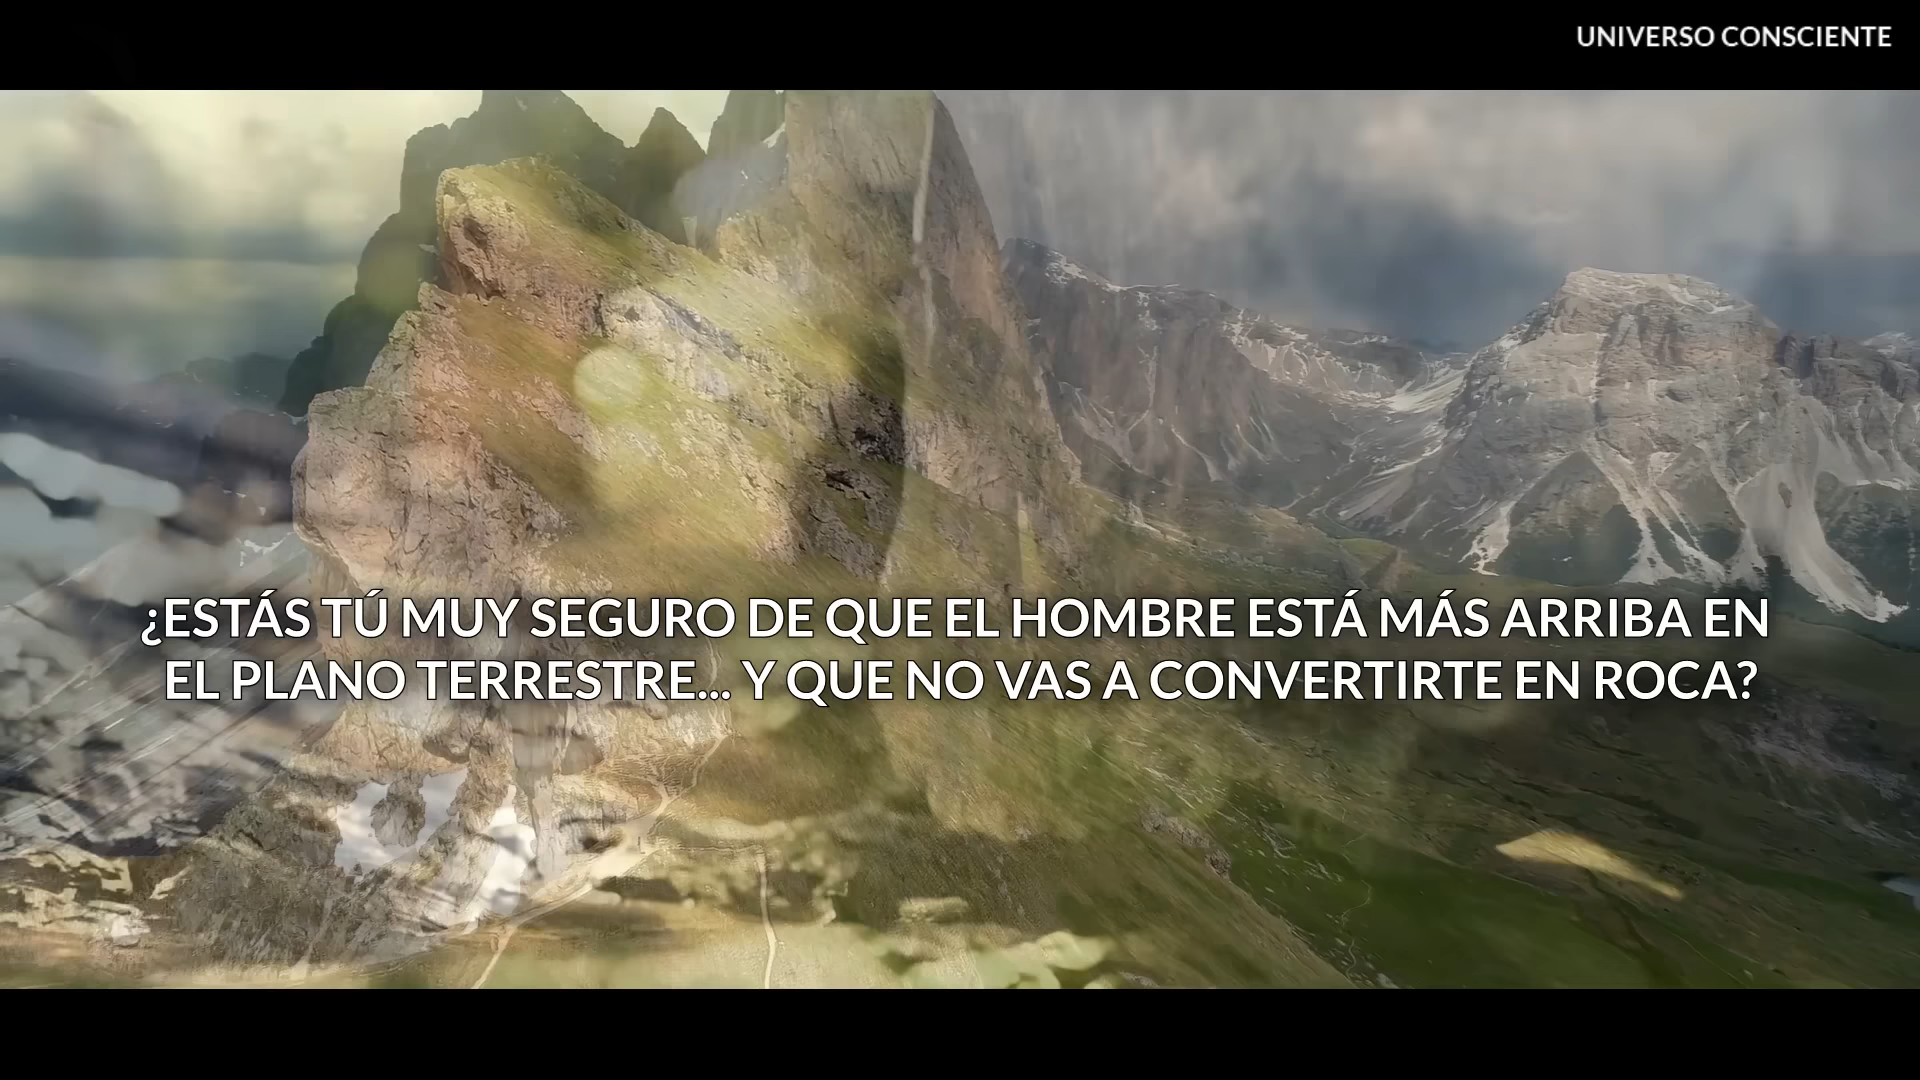 UNIVERSO CONSCIENTE
¿ESTÁS TÚ MUY SEGURO DE QUE EL HOMBRE ESTÁ MÁS ARRIBA EN
EL PLANO TERRESTRE... Y QUE NO VAS A CONVERTIRTE EN ROCA?